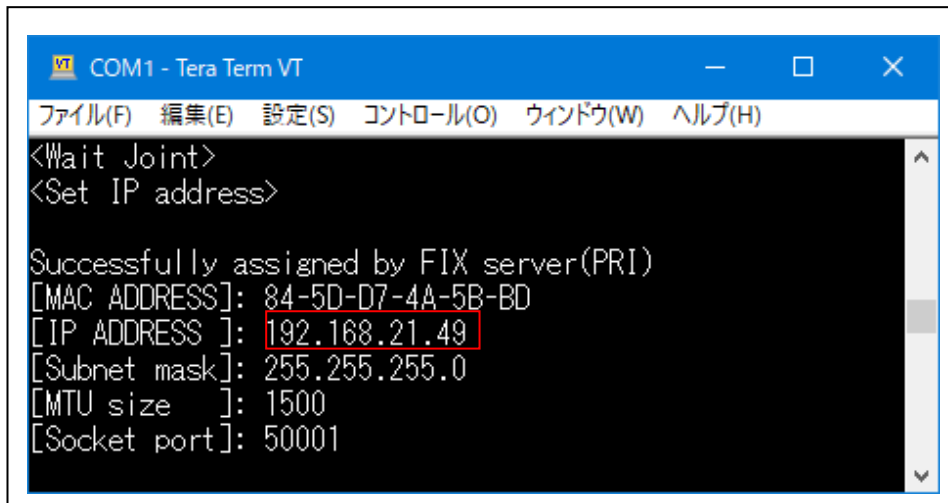 COM1 - Tera Term VT
ファイル(F) 編集(E) 設定(S) コントロール(O) ウィンドウ(W) ヘルプ(H)
<Wait Joint>
<Set IP address>
Successfully assigned by FIX server(PRI)
[MAC ADDRESS]: 84-5D-D7-4A-5B-BD
[IP ADDRESS ]: 192.168.21.49
[Subnet mask]: 255.255.255.0
[MTU size   ]: 1500
[Socket port]: 50001